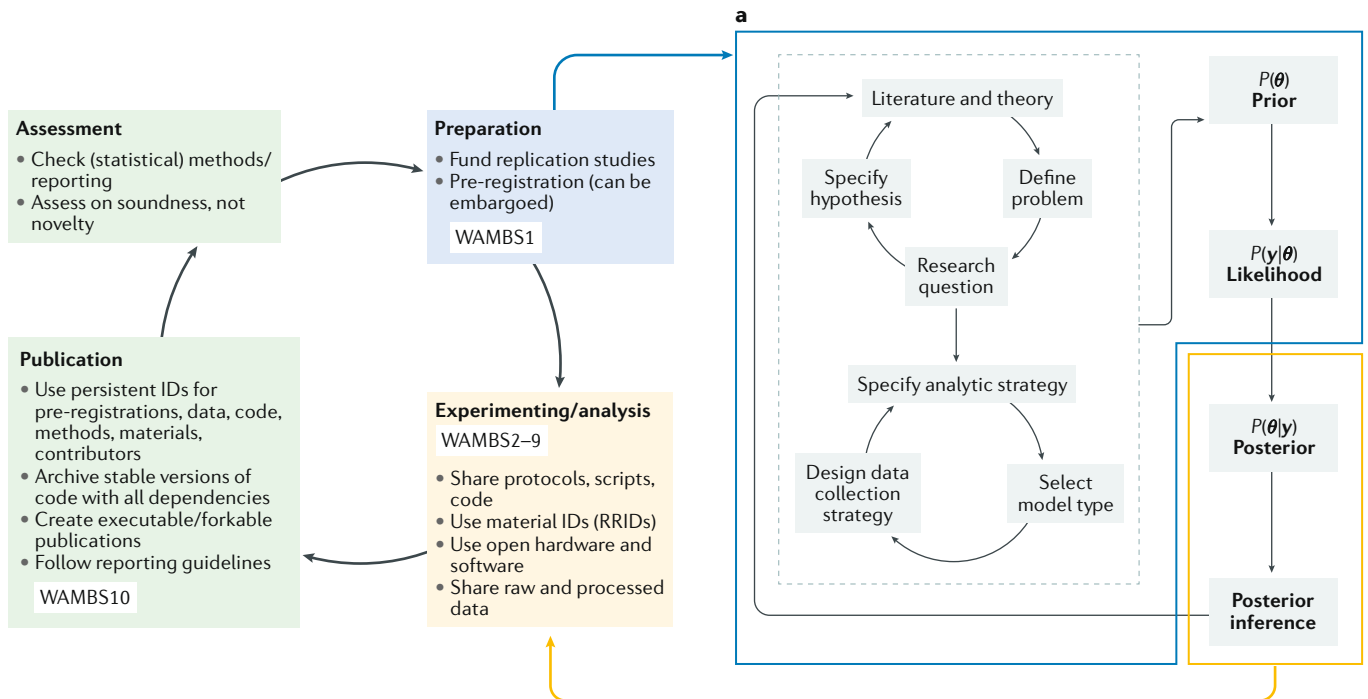 a
Assessment
• Check (statistical) methods/
reporting
• Assess on soundness, not
novelty
Preparation
• Fund replication studies
• Pre-registration (can be
embargoed)
WAMBS1
Publication
• Use persistent IDs for
pre-registrations, data, code,
methods, materials,
contributors
• Archive stable versions of
code with all dependencies
• Create executable/forkable
publications
• Follow reporting guidelines
WAMBS10
Experimenting/analysis
WAMBS2–9
• Share protocols, scripts,
code
• Use material IDs (RRIDs)
• Use open hardware and
software
• Share raw and processed
data
Literature and theory
Specify
hypothesis
Define
problem
Research
question
Specify analytic strategy
Design data
collection
strategy
Select
model type
P(θ)
Prior
P(y|θ)
Likelihood
P(θ|y)
Posterior
Posterior
inference